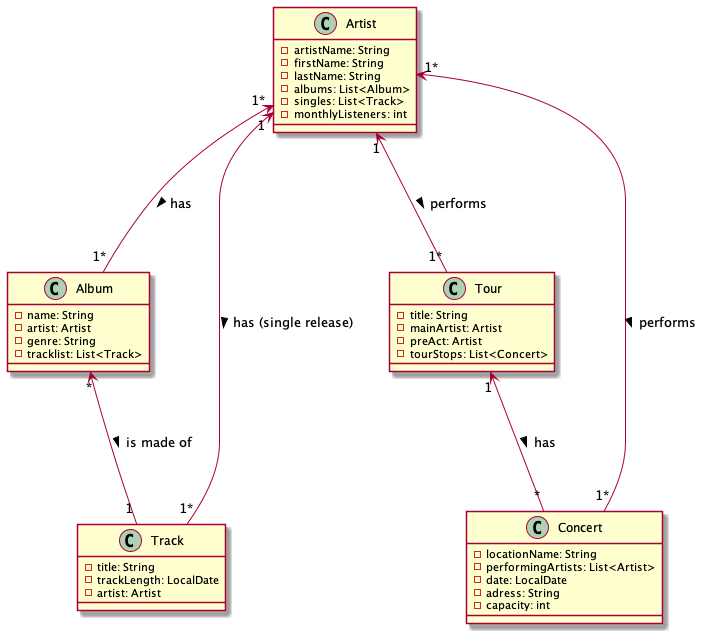 C Artist
artistName: String
firstName: String
lastName: String
albums: List<Album>
singles: List<Track>
monthlyListeners: int
1*
1*
1
1
has
performs
1*
1*
C Album
name: String
artist: Artist
genre: String
tracklist: List<Track>
C Tour
title: String
mainArtist: Artist
preAct: Artist
tourStops: List<Concert>
has (single release)
performs
*
1
is made of
has
1
1*
*
1*
C Track
title: String
trackLength: LocalDate
artist: Artist
C Concert
locationName: String
performingArtists: List<Artist>
date: LocalDate
adress: String
capacity: int